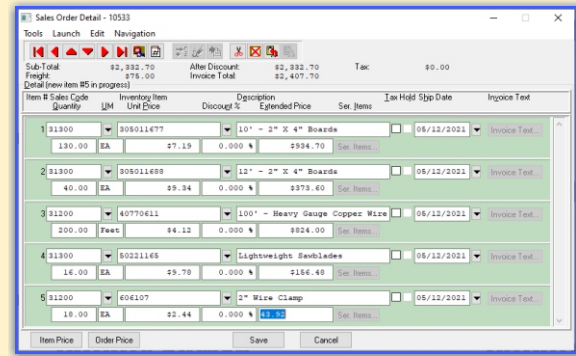 Sales Order Detail - 10533
Tools Launch Edit Navigation
Sub-Total: $2,332.70 After Discount: $2,332.70 Tax: $0.00
Freight: $75.00 Invoice Total: $2,407.70
Detail (new item #5 in progress)
Item # Sales Code Inventory Item Description Tax Hold Ship Date Invoice Text
Quantity UM Unit Price Discount % Extended Price Ser. Items
1 31300 305011677 10' - 2" X 4" Boards 05/12/2021 Invoice Text...
130.00 EA $7.19 0.000 % $934.70 Ser. Items...
2 31300 305011688 12' - 2" X 4" Boards 05/12/2021 Invoice Text...
40.00 EA $9.34 0.000 % $373.60 Ser. Items...
3 31200 40770611 100' - Heavy Gauge Copper Wire 05/12/2021 Invoice Text...
200.00 Feet $4.12 0.000 % $824.00 Ser. Items...
4 31300 50221165 Lightweight Sawblades 05/12/2021 Invoice Text...
16.00 EA $9.78 0.000 % $156.48 Ser. Items...
5 31200 606107 2" Wire Clamp 05/12/2021 Invoice Text...
18.00 EA $2.44 0.000 % 43.92 Ser. Items...
Item Price Order Price Save Cancel